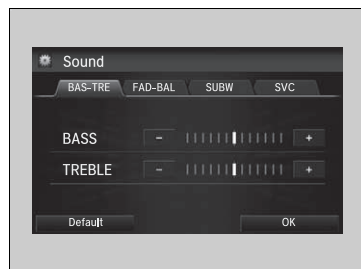 Sound
BAS-TRE FAD-BAL SUBW SVC
BASS - +
TREBLE - +
Default OK